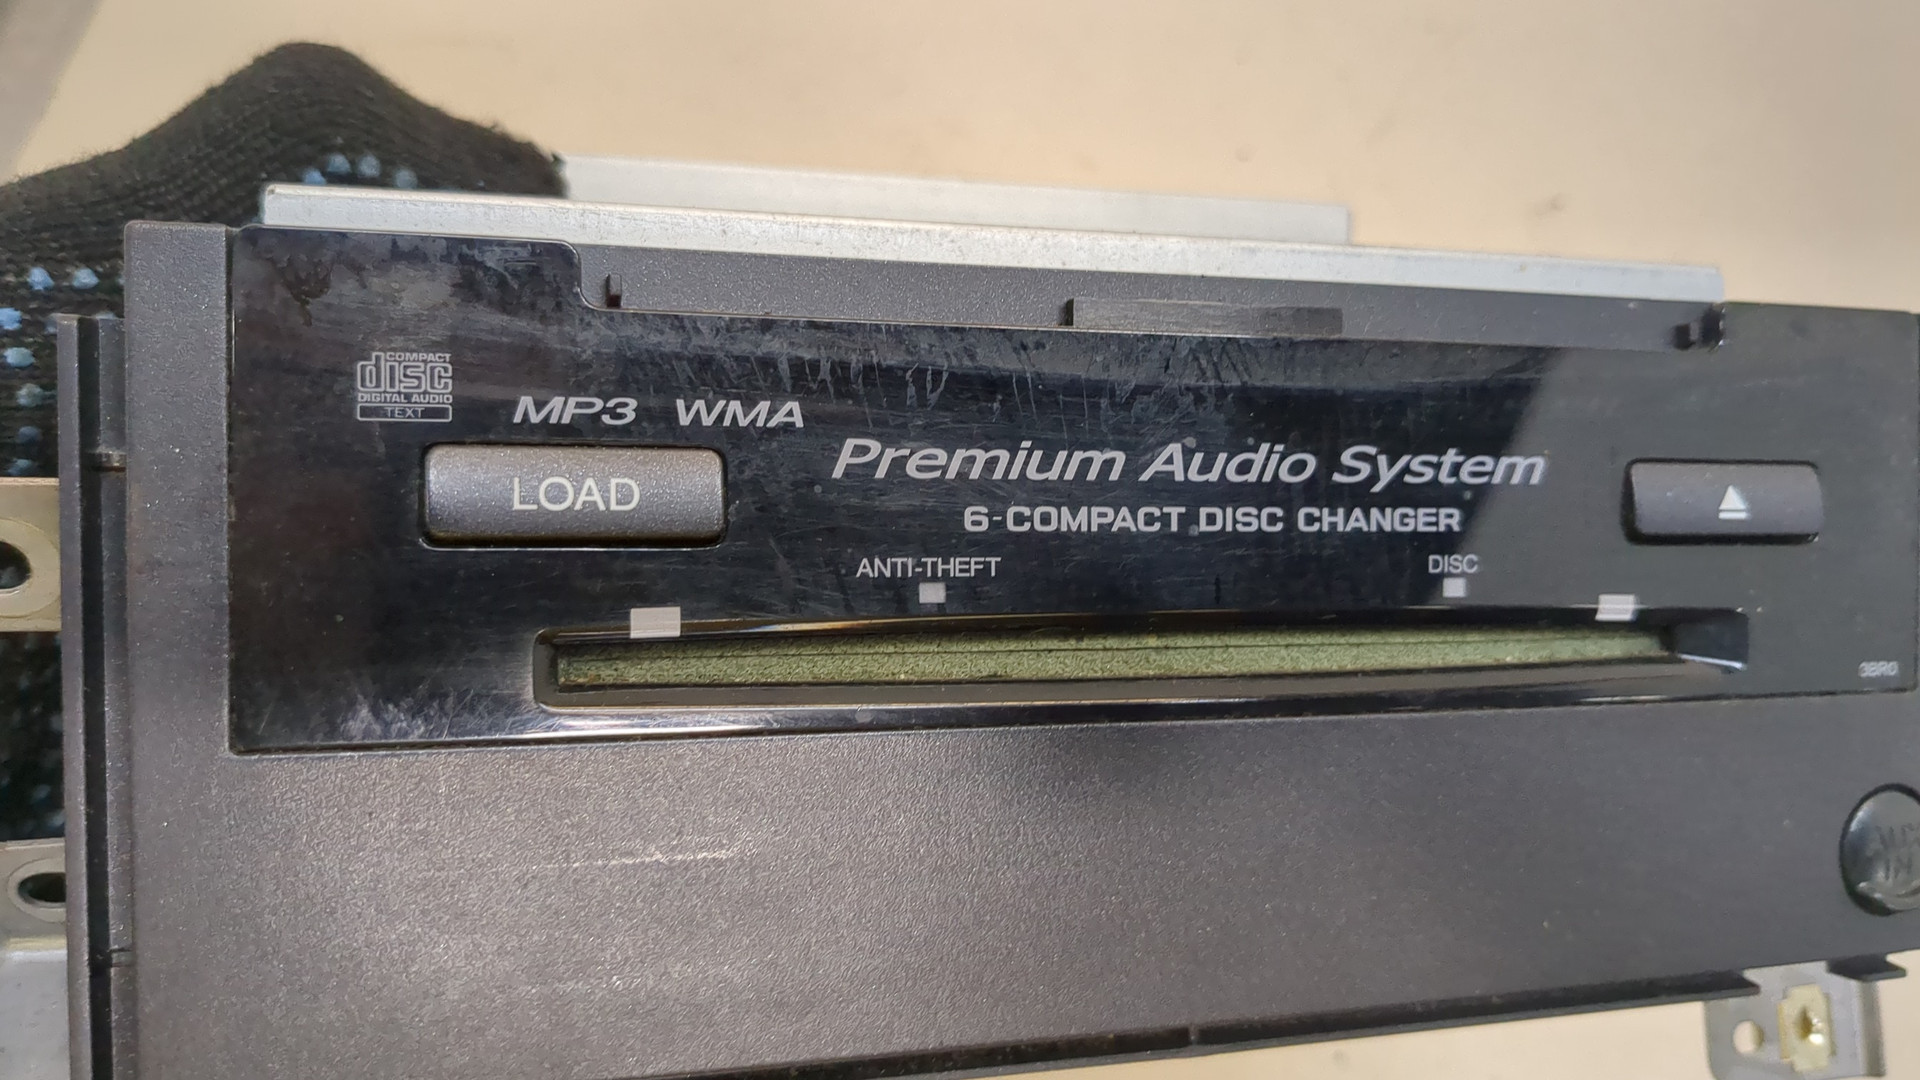 COMPACT
disc
DIGITAL AUDIO
TEXT
MP3 WMA
LOAD
Premium Audio System
6-COMPACT DISC CHANGER
ANTI-THEFT
DISC